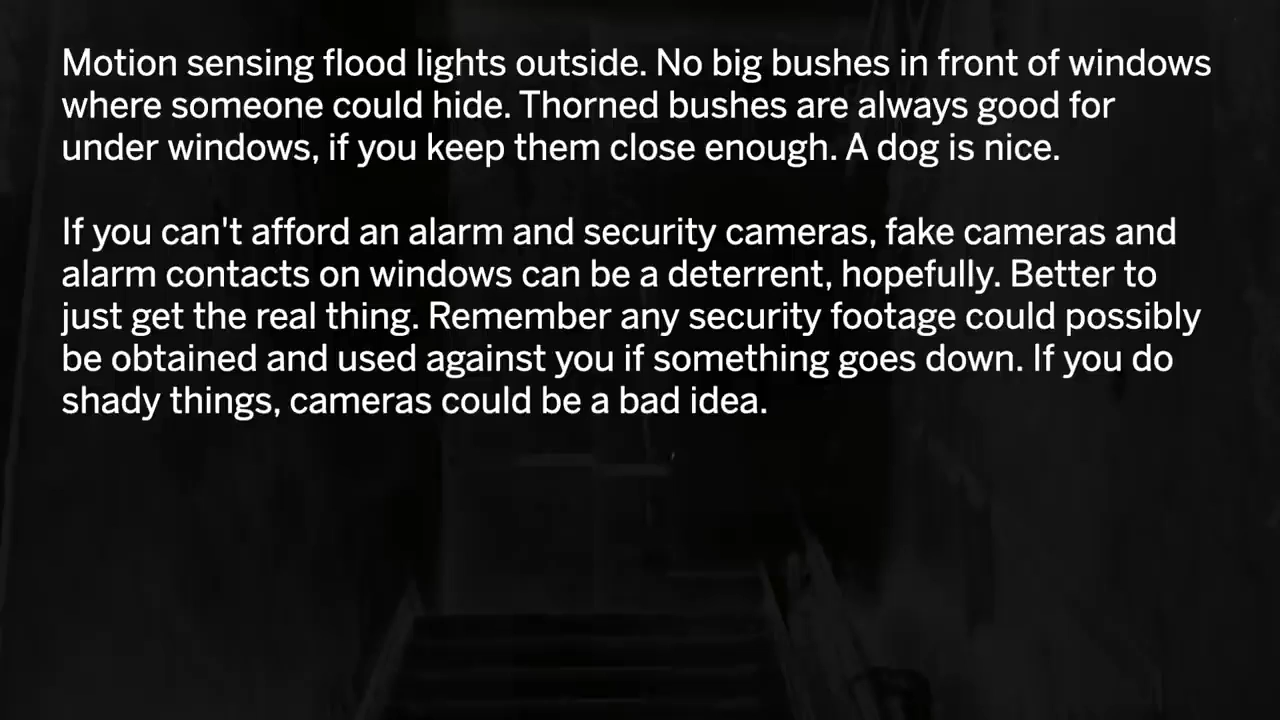 Motion sensing flood lights outside. No big bushes in front of windows
where someone could hide. Thorned bushes are always good for
under windows, if you keep them close enough. A dog is nice.
If you can't afford an alarm and security cameras, fake cameras and
alarm contacts on windows can be a deterrent, hopefully. Better to
just get the real thing. Remember any security footage could possibly
be obtained and used against you if something goes down. If you do
shady things, cameras could be a bad idea.